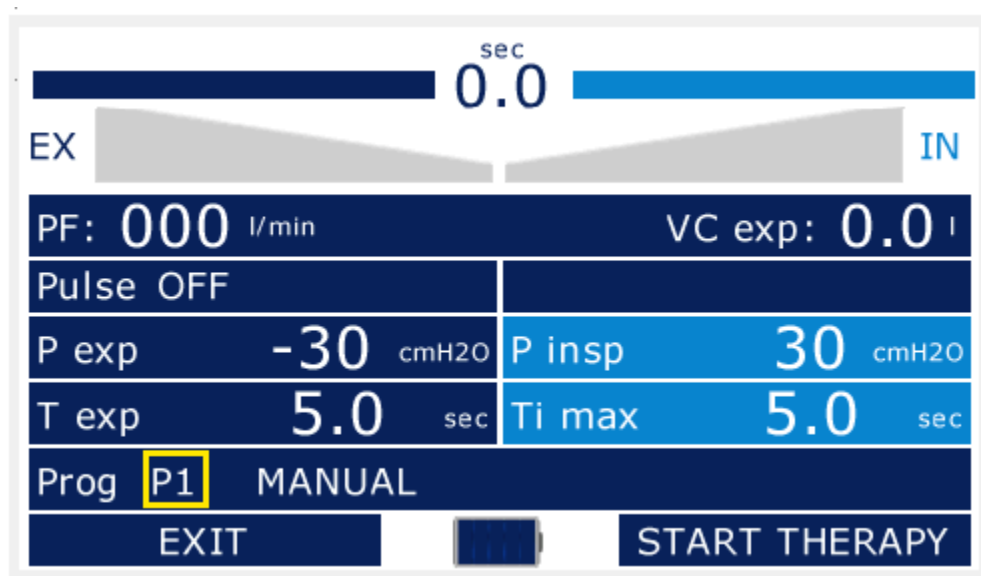 sec
0.0
EX IN
PF: 000 l/min VC exp: 0.0 l
Pulse OFF
P exp -30 cmH2O P insp 30 cmH2O
T exp 5.0 sec Ti max 5.0 sec
Prog P1 MANUAL
EXIT START THERAPY